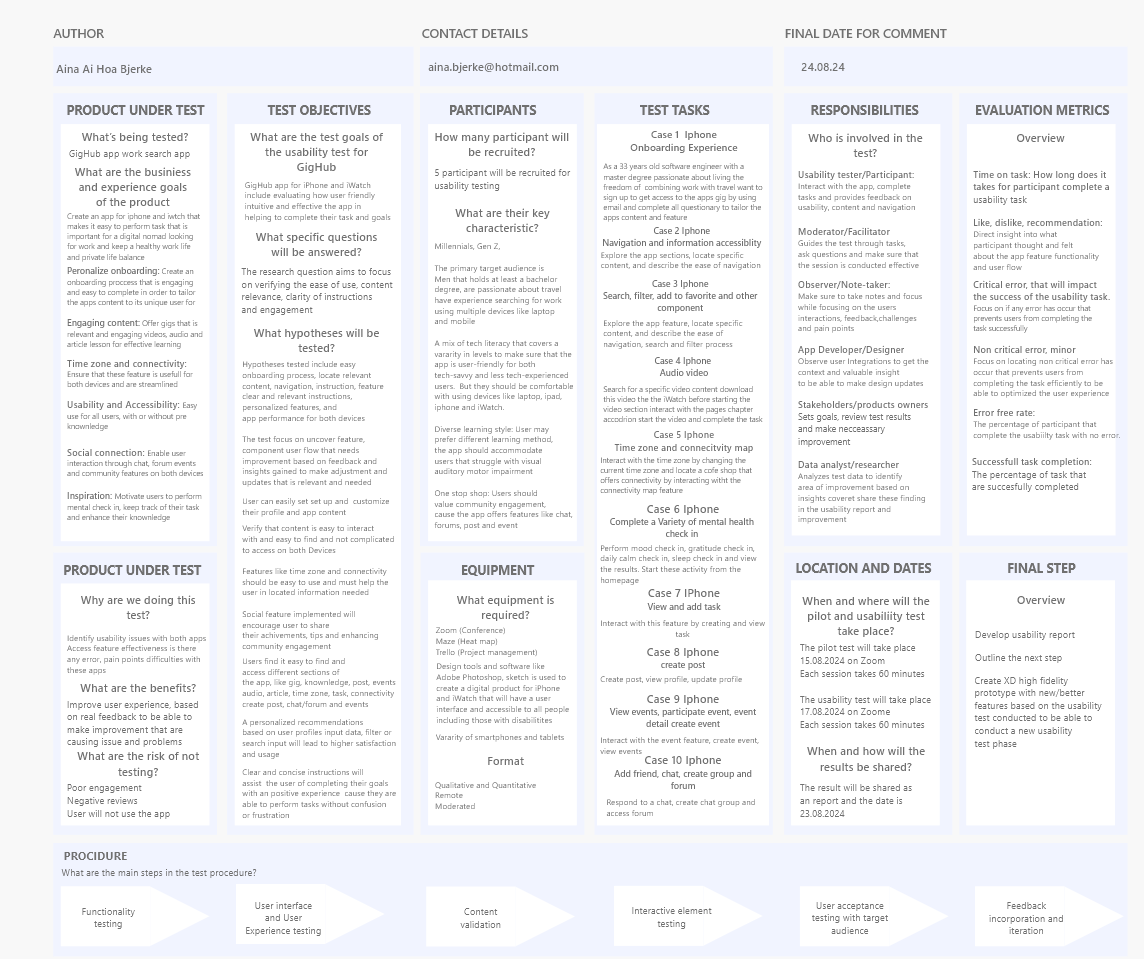 AUTHOR
CONTACT DETAILS
FINAL DATE FOR COMMENT
Aina Ai Hoa Bjerke
aina.bjerke@hotmail.com
24.08.24
PRODUCT UNDER TEST
What's being tested?
GigHub app work search app
What are the buniness
and experience goals
of the product
Create an app for iphone and iwtch that
makes it easy to perform task that is
important for a digital nomad looking
for work and keep a healthy work life
and private life balance
Peronalize onboarding: Create an
onboarding proccess that is engaging
and easy to complete in order to tailor
the apps content to its unique user for
Engaging content: Offer gigs that is
relevant and engaging videos, audio and
article lesson for effective learning
Time zone and connectivity:
Ensure that these feature is usefull for
both devices and are streamlined
Usability and Accessibility: Easy
use for all users, with or without pre
knowledge
Social connection: Enable user
interaction through chat, forum events
and community features on both devices
Inspiration: Motivate users to perform
mental check in, keep track of their task
and enhance their knowledge
PRODUCT UNDER TEST
Why are we doing this
test?
Identify usability issues with both apps
Access feature effectiveness is there
any error, pain points difficulties with
these apps
What are the benefits?
Improve user experience, based
on real feedback to be able to
make improvement that are
causing issue and problems
What are the risk of not
testing?
Poor engagement
Negative reviews
User will not use the app
TEST OBJECTIVES
What are the test goals of
the usability test for
GigHub
GigHub app for iPhone and iWatch
include evaluating how user friendly
intuitive and effective the app in
helping to complete their task and goals
What specific questions
will be answered?
The research question aims to focus
on verifying the ease of use, content
relevance, clarity of instructions
and engagement
What hypotheses will be
tested?
Hypotheses tested include easy
onboarding process, locate relevant
content, navigation, instruction, feature
clear and relevant instructions,
personalized features, and
app performance for both devices
The test focus on uncover feature,
component user flow that needs
improvement based on feedback and
insights gained to make adjustment and
updates that is relevant and needed
User can easily set set up and customize
their profile and app content
Verify that content is easy to interact
with and easy to find and not complicated
to access on both Devices
Features like time zone and connectivity
should be easy to use and must help the
user in located information needed
Social feature implemented will
encourage user to share
their achivements, tips and enhancing
community engagement
Users find it easy to find and
access different sections of
the app, like gig, knowledge, post, events
audio, article, time zone, task, connectivity
create post, chat/forum and events
A personalized recommendations
based on user profiles input data, filter or
search input will lead to higher satisfaction
and usage
Clear and concise instructions will
assist the user of completing their goals
with an positive experience cause they are
able to perform tasks without confusion
or frustration
PARTICIPANTS
How many participant will
be recruited?
5 participant will be recruited for
usability testing
What are their key
characteristic?
Millennials, Gen Z,
The primary target audience is
Men that holds at least a bachelor
degree, are passionate about travel
have experience searching for work
using multiple devices like laptop
and mobile
A mix of tech literacy that covers a
vararity in levels to make sure that the
app is user-friendly for both
tech-savvy and less tech-experienced
users. But they should be comfortable
with using devices like laptop, ipad,
iphone and iWatch.
Diverse learning style: User may
prefer different learning method,
the app should accommodate
users that struggle with visual
auditory motor impairment
One stop shop: Users should
value community engagement,
cause the app offers features like chat,
forums, post and event
EQUIPMENT
What equipment is
required?
Zoom (Conference)
Maze (Heat map)
Trello (Project management)
Design tools and software like
Adobe Photoshop, sketch is used to
create a digital product for iPhone
and iWatch that will have a user
interface and accessible to all people
including those with disabilitites
Vararity of smartphones and tablets
Format
Qualitative and Quantitative
Remote
Moderated
TEST TASKS
Case 1 Iphone
Onboarding Experience
As a 33 years old software engineer with a
master degree passionate about living the
freedom of combining work with travel want to
sign up to get access to the apps gig by using
email and complete all questionary to tailor the
apps content and feature
Case 2 Iphone
Navigation and information accessiblity
Explore the app sections, locate specific
content, and describe the ease of navigation
Case 3 Iphone
Search, filter, add to favorite and other
component
Explore the app feature, locate specific
content, and describe the ease of
navigation, search and filter process
Case 4 Iphone
Audio video
Search for a specific video content download
this video the the iWatch before starting the
video section interact with the pages chapter
accodrion start the video and complete the task
Case 5 Iphone
Time zone and connecitvity map
Interact with the time zone by changing the
current time zone and locate a cofe shop that
offers connectivity by interacting witht the
connectivity map feature
Case 6 Iphone
Complete a Variety of mental health
check in
Perform mood check in, gratitude check in,
daily calm check in, sleep check in and view
the results. Start these activity from the
homepage
Case 7 IPhone
View and add task
Interact with this feature by creating and view
task
Case 8 Iphone
create post
Create post, view profile, update profile
Case 9 Iphone
View events, participate event, event
detail create event
Interact with the event feature, create event,
view events
Case 10 Iphone
Add friend, chat, create group and
forum
Respond to a chat, create chat group and
access forum
RESPONSIBILITIES
Who is involved in the
test?
Usability tester/Participant:
Interact with the app, complete
tasks and provides feedback on
usability, content and navigation
Moderator/Facilitator
Guides the test through tasks,
ask questions and make sure that
the session is conducted effective
Observer/Note-taker:
Make sure to take notes and focus
while focusing on the users
interactions, feedback,challenges
and pain points
App Developer/Designer
Observe user Integrations to get the
context and valuable insight
to be able to make design updates
Stakeholders/products owners
Sets goals, review test results
and make necceassary
improvement
Data analyst/researcher
Analyzes test data to identify
area of improvement based on
insights coveret share these finding
in the usability report and
improvement
LOCATION AND DATES
When and where will the
pilot and usabiility test
take place?
The pilot test will take place
15.08.2024 on Zoom
Each session takes 60 minutes
The usability test will take place
17.08.2024 on Zoome
Each session takes 60 minutes
When and how will the
results be shared?
The result will be shared as
an report and the date is
23.08.2024
EVALUATION METRICS
Overview
Time on task: How long does it
takes for participant complete a
usability task
Like, dislike, recommendation:
Direct insight into what
participant thought and felt
about the app feature functionality
and user flow
Critical error, that will impact
the success of the usability task.
Focus on if any error has occur that
prevents users from completing the
task successfully
Non critical error, minor
Focus on locating non critical error has
occur that prevents users from
completing the task efficiently to be
able to optimized the user experience
Error free rate:
The percentage of participant that
complete the usabiilty task with no error.
Successfull task completion:
The percentage of task that
are succesfully completed
FINAL STEP
Overview
Develop usability report
Outline the next step
Create XD high fidelity
prototype with new/better
features based on the usability
test conducted to be able to
conduct a new usability
test phase
PROCIDURE
What are the main steps in the test procedure?
Functionality
testing
User interface
and User
Experience testing
Content
validation
Interactive element
testing
User acceptance
testing with target
audience
Feedback
incorporation and
iteration